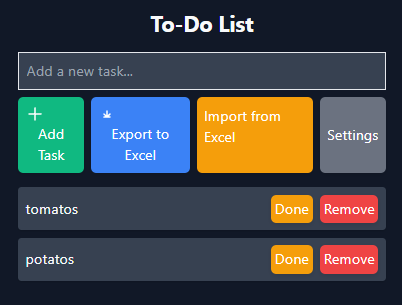 To-Do List
Add a new task...
Add
Task
Export to
Excel
Import from
Excel
Settings
tomatos
Done
Remove
potatos
Done
Remove